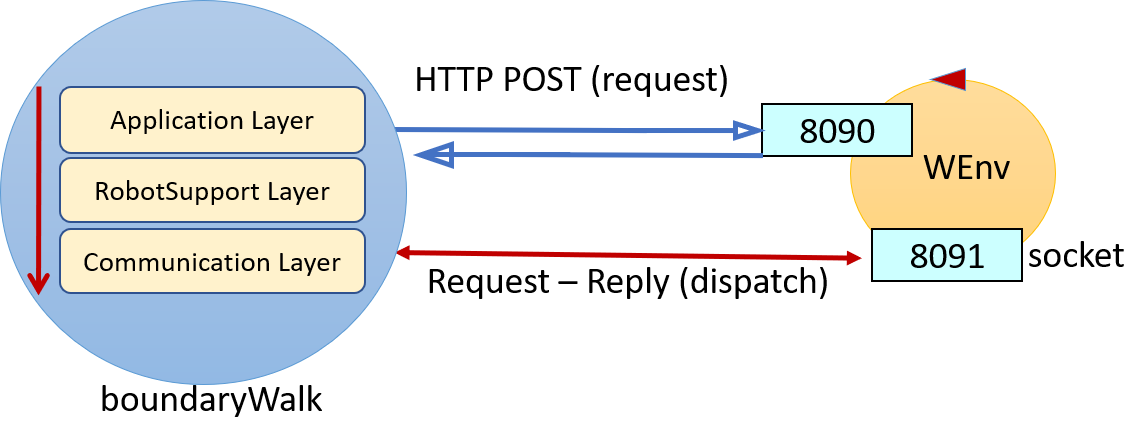 HTTP POST (request)
Application Layer
8090
RobotSupport Layer
WEnv
Communication Layer
8091
socket
Request – Reply (dispatch)
boundaryWalk